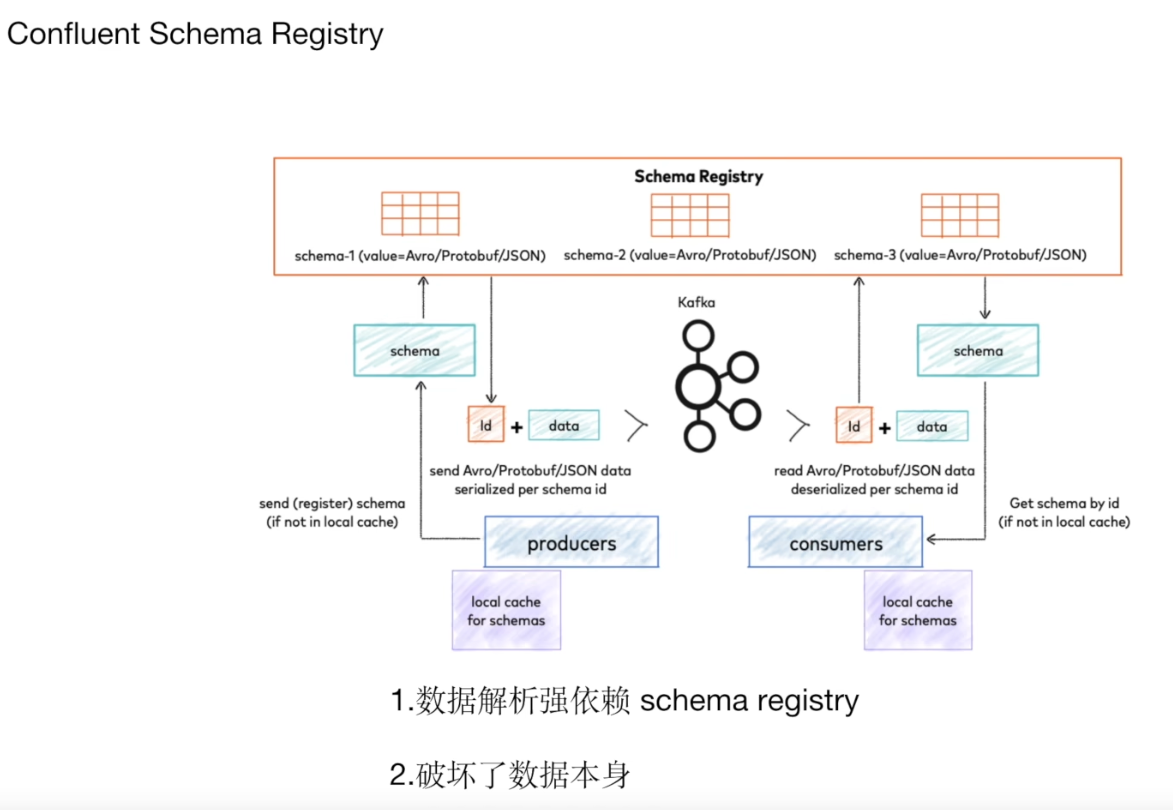 Confluent Schema Registry
Schema Registry
schema-1 (value=Avro/Protobuf/JSON)
schema-2 (value=Avro/Protobuf/JSON)
schema-3 (value=Avro/Protobuf/JSON)
Kafka
schema
schema
Id + data
Id + data
send Avro/Protobuf/JSON data
serialized per schema id
read Avro/Protobuf/JSON data
deserialized per schema id
send (register) schema
(if not in local cache)
Get schema by id
(if not in local cache)
producers
consumers
local cache
for schemas
local cache
for schemas
1.数据解析强依赖 schema registry
2.破坏了数据本身